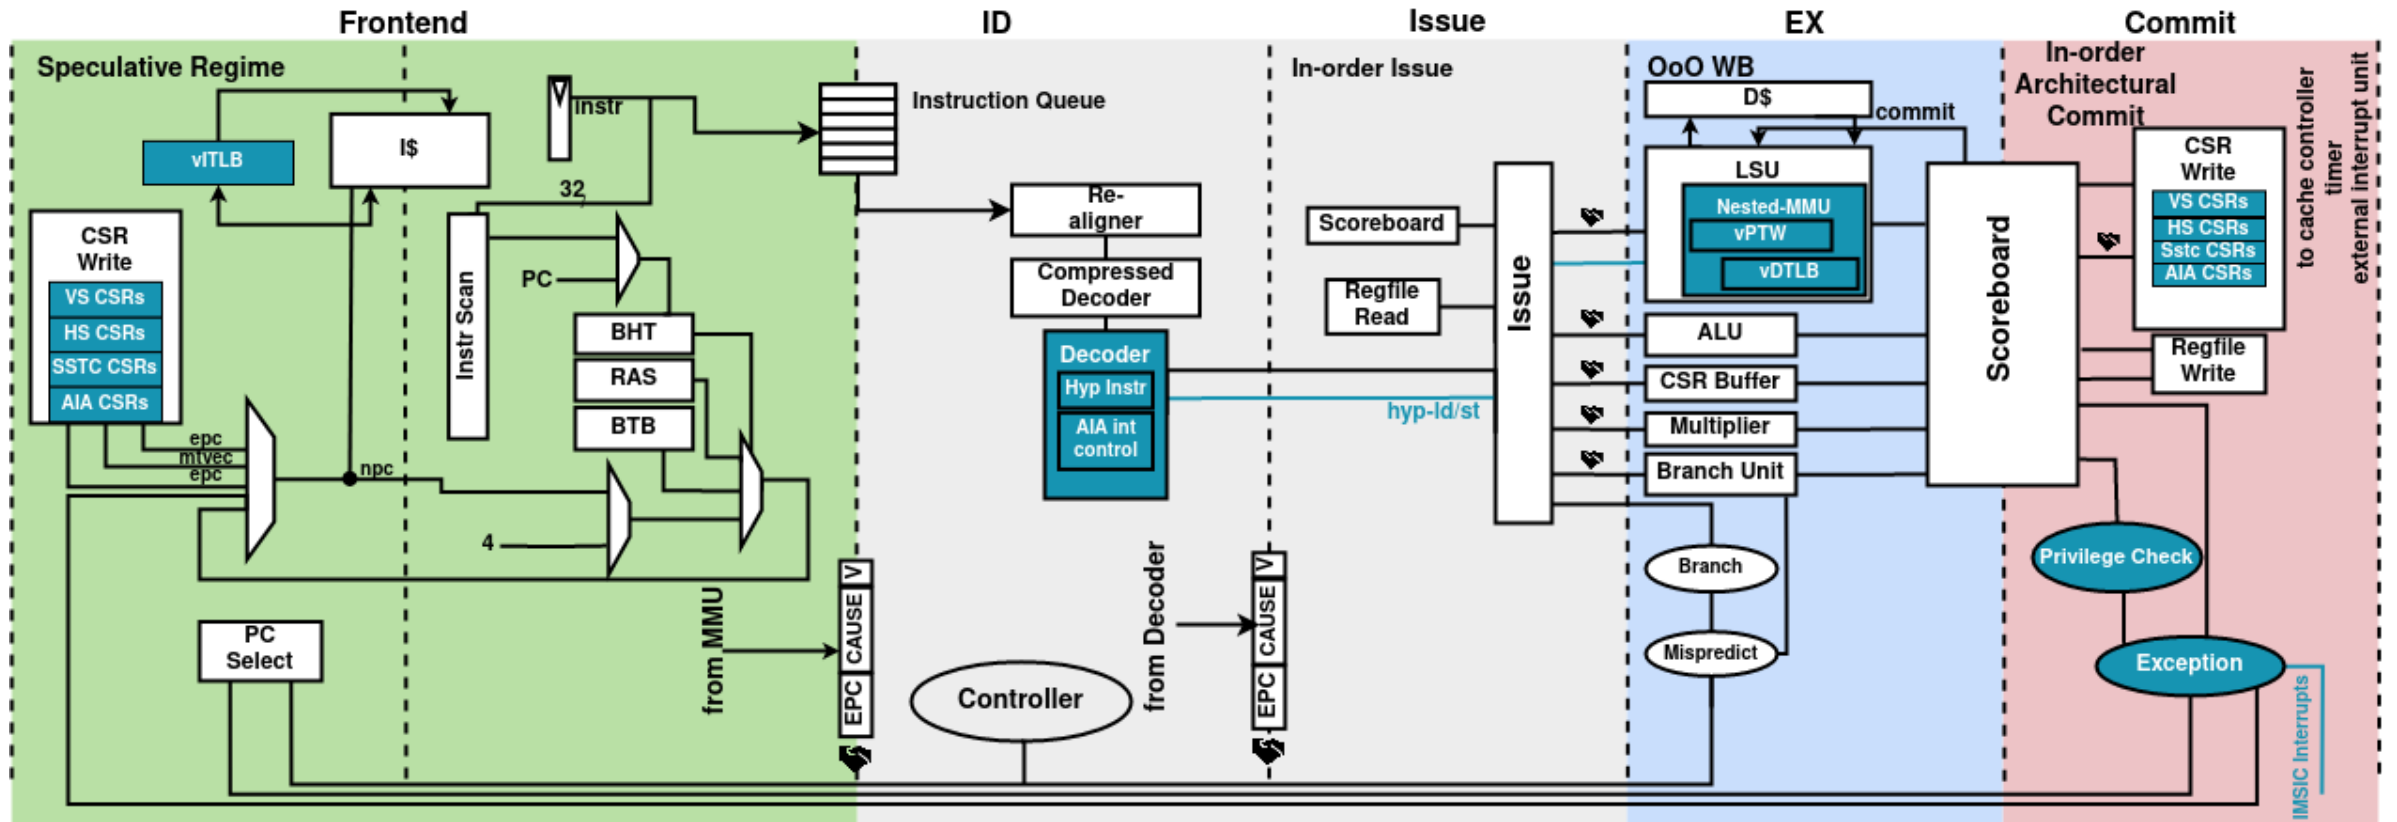 Frontend
ID
Issue
EX
Commit
Speculative Regime
vITLB
I$
instr
32
CSR
Write
VS CSRs
HS CSRs
SSTC CSRs
AIA CSRs
epc
mtvec
epc
npc
Instr Scan
PC
BHT
RAS
BTB
4
PC
Select
from MMU
V
CAUSE
EPC
Instruction Queue
Re-
aligner
Compressed
Decoder
Decoder
Hyp Instr
AIA int
control
hyp-ld/st
Controller
from Decoder
V
CAUSE
EPC
In-order Issue
Scoreboard
Regfile
Read
Issue
OoO WB
D$
commit
LSU
Nested-MMU
vPTW
vDTLB
ALU
CSR Buffer
Multiplier
Branch Unit
Branch
Mispredict
Scoreboard
In-order
Architectural
Commit
CSR
Write
VS CSRs
HS CSRs
Sstc CSRs
AIA CSRs
Regfile
Write
to cache controller
timer
external interrupt unit
Privilege Check
Exception
IMSIC Interrupts